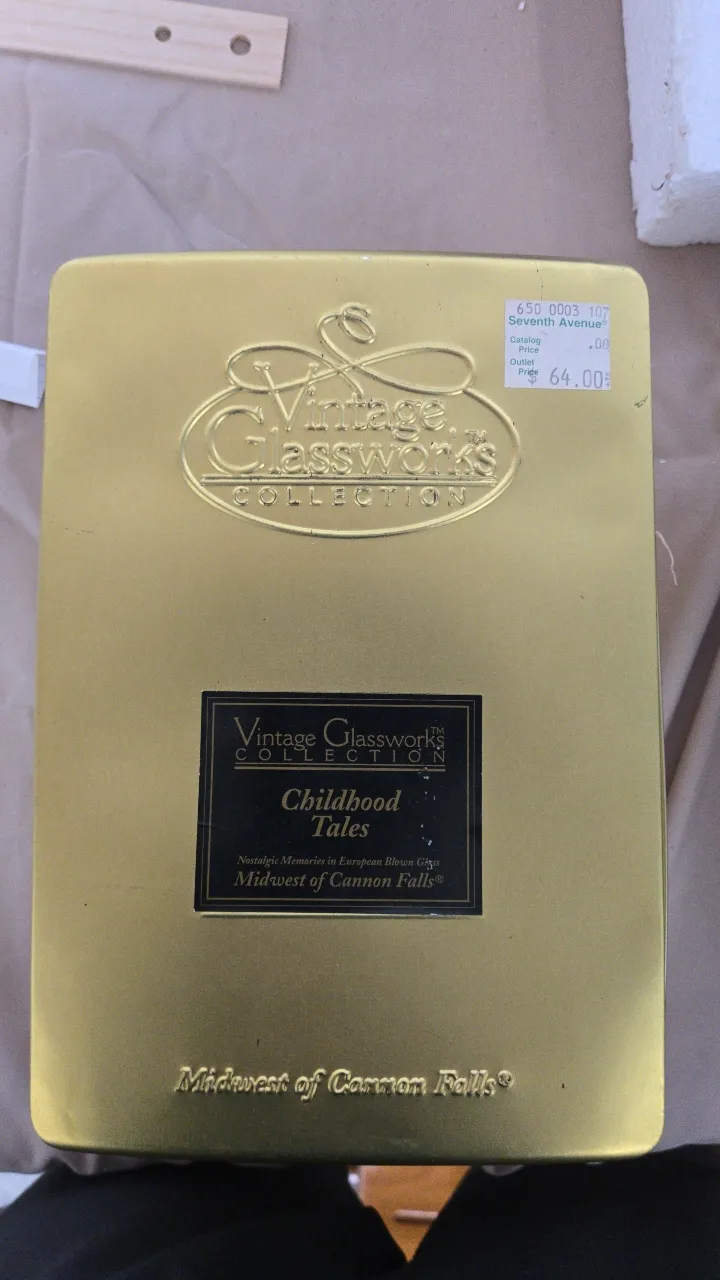 650 0003 107
Seventh Avenue®
Catalog
Price .00
Outlet
Price
$ 64.00
Vintage
Glassworks™
COLLECTION
Vintage Glassworks™
COLLECTION
Childhood
Tales
Nostalgic Memories in European Blown Glass
Midwest of Cannon Falls®
Midwest of Cannon Falls®